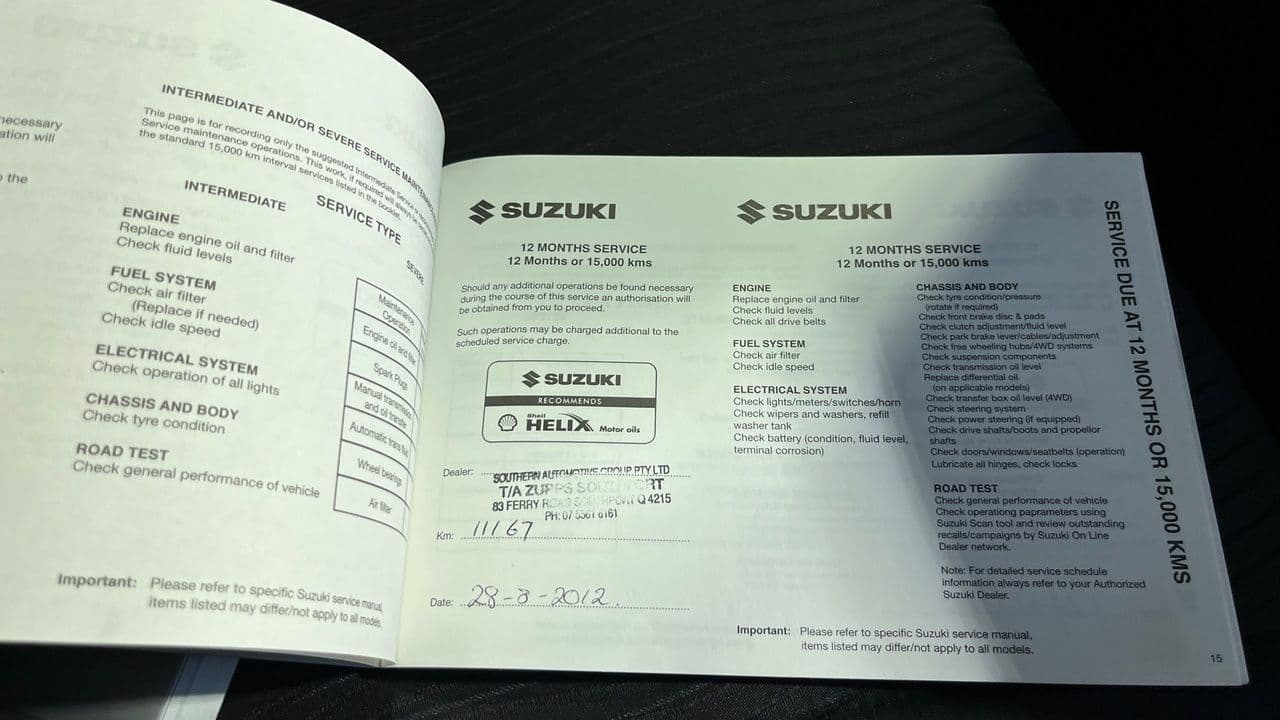 necessary
ation will
the
INTERMEDIATE AND/OR SEVERE SERVICE
This page is for recording only the suggested Intermediate Service
Service maintenance operations. This work, if required will always
the standard 15,000 km interval services listed in the booklet.
INTERMEDIATE
ENGINE
Replace engine oil and filter
Check fluid levels
FUEL SYSTEM
Check air filter
(Replace if needed)
Check idle speed
ELECTRICAL SYSTEM
Check operation of all lights
CHASSIS AND BODY
Check tyre condition
ROAD TEST
Check general performance of vehicle
SERVICE TYPE
SEVERE
Maintenance
Operation
Engine oil and
Spark Plugs
Manual transmission
and oil transfer
Automatic trans
Wheel bearings
Air filter
Important: Please refer to specific Suzuki service manual,
items listed may differ/not apply to all models.
SUZUKI
12 MONTHS SERVICE
12 Months or 15,000 kms
Should any additional operations be found necessary
during the course of this service an authorisation will
be obtained from you to proceed.
Such operations may be charged additional to the
scheduled service charge.
SUZUKI
RECOMMENDS
Shell
HELIX Motor oils
Dealer:
SOUTHERN AUTOMOTIVE GROUP PTY LTD
T/A ZUPPS SOUTHPORT
83 FERRY ROAD SOUTHPORT Q 4215
PH: 07 5561 6161
Km: 11167
Date: 28-8-2012.
SUZUKI
12 MONTHS SERVICE
12 Months or 15,000 kms
ENGINE
Replace engine oil and filter
Check fluid levels
Check all drive belts
FUEL SYSTEM
Check air filter
Check idle speed
ELECTRICAL SYSTEM
Check lights/meters/switches/horn
Check wipers and washers, refill
washer tank
Check battery (condition, fluid level,
terminal corrosion)
CHASSIS AND BODY
Check tyre condition/pressure
(rotate if required)
Check front brake disc & pads
Check clutch adjustment/fluid level
Check park brake lever/cables/adjustment
Check free wheeling hubs/4WD systems
Check suspension components
Check transmission oil level
Replace differential oil
(on applicable models)
Check transfer box oil level (4WD)
Check steering system
Check power steering (if equipped)
Check drive shafts/boots and propellor
shafts
Check doors/windows/seatbelts (operation)
Lubricate all hinges, check locks
ROAD TEST
Check general performance of vehicle
Check operationg paprameters using
Suzuki Scan tool and review outstanding
recalls/campaigns by Suzuki On Line
Dealer network.
Note: For detailed service schedule
information always refer to your Authorized
Suzuki Dealer.
Important: Please refer to specific Suzuki service manual,
items listed may differ/not apply to all models.
SERVICE DUE AT 12 MONTHS OR 15,000 KMS
15